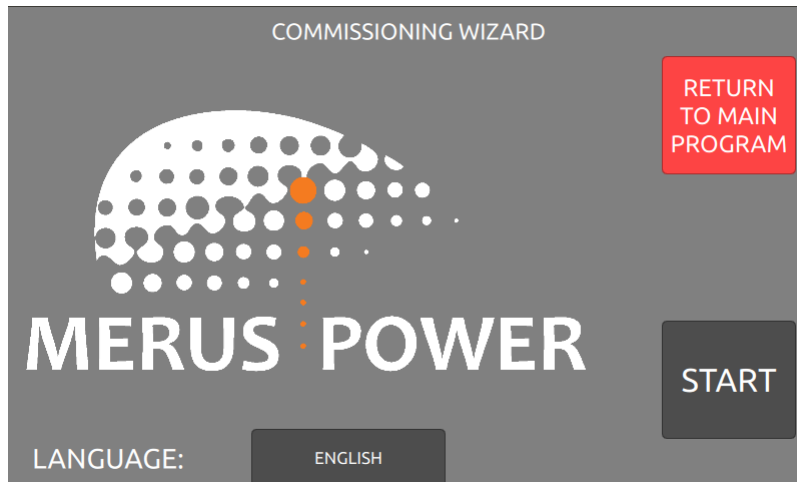 COMMISSIONING WIZARD
RETURN
TO MAIN
PROGRAM
MERUS POWER
START
LANGUAGE:
ENGLISH